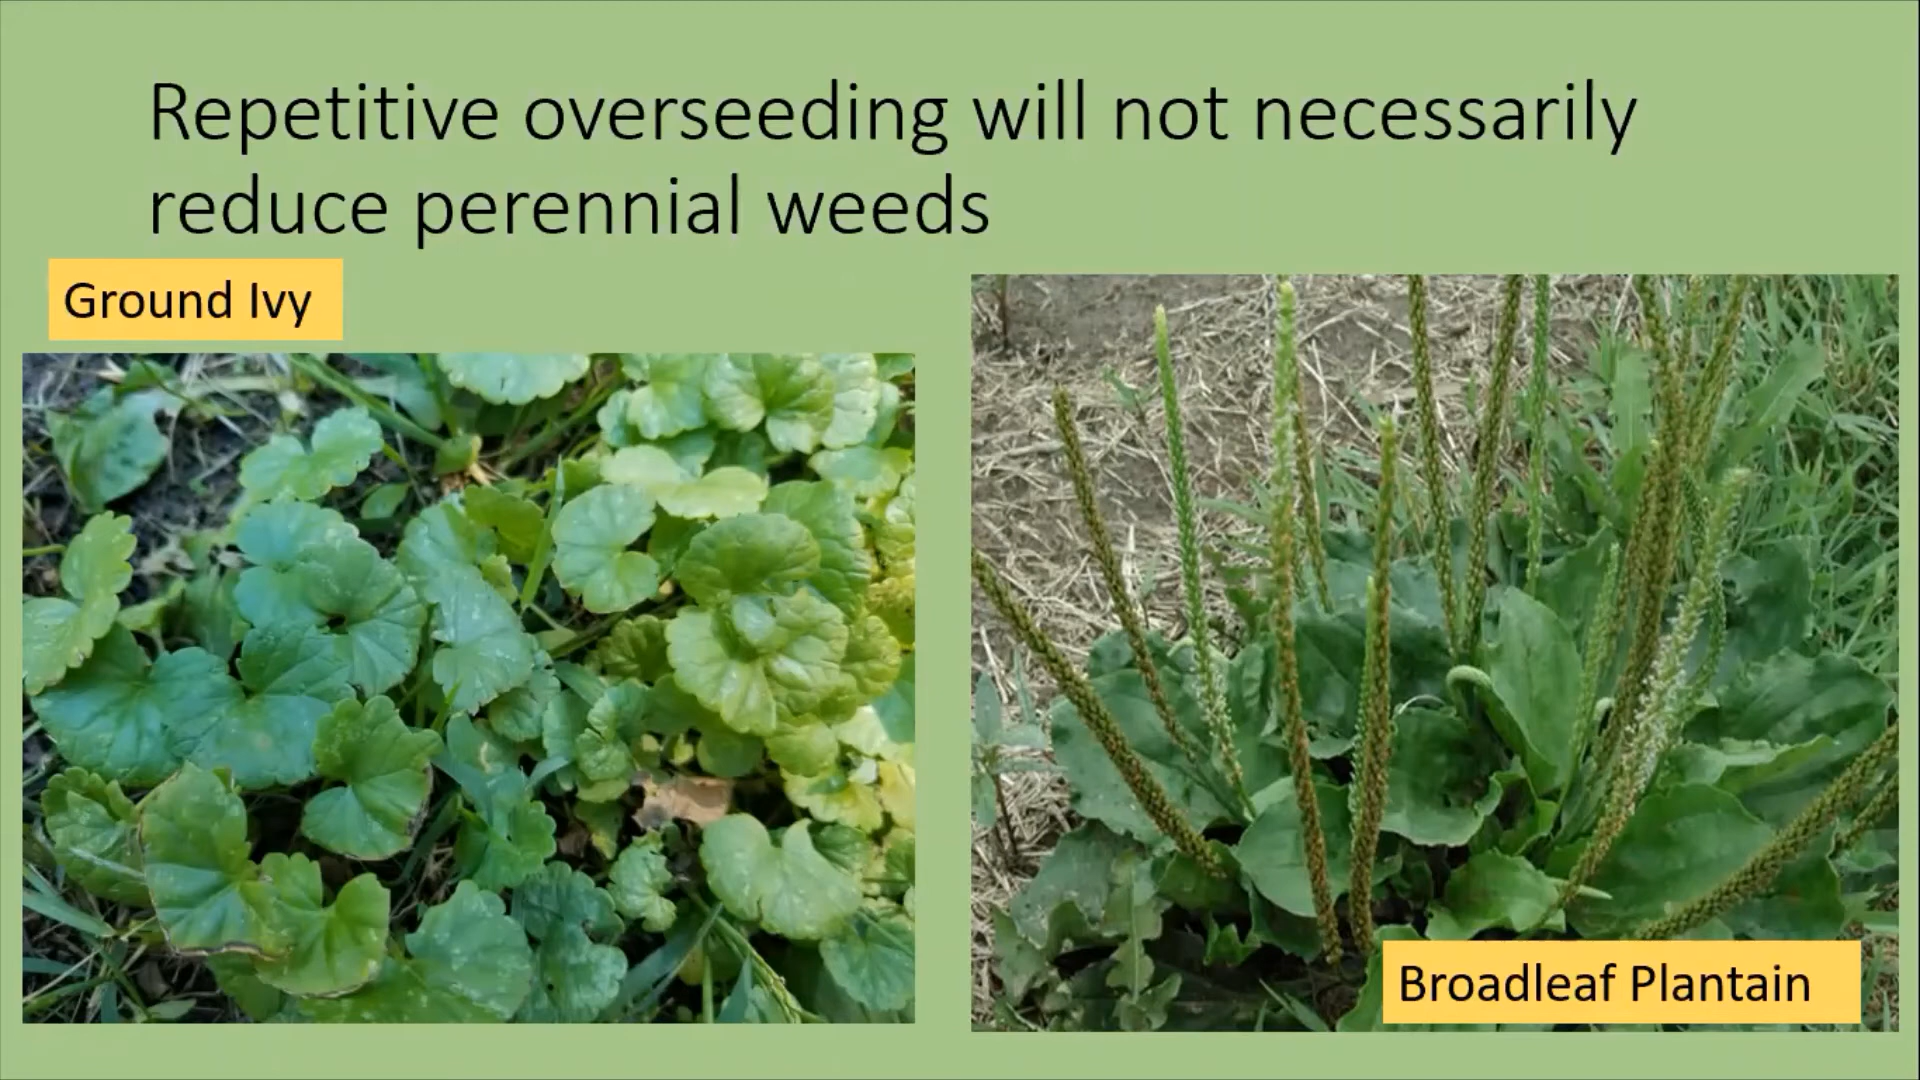 Repetitive overseeding will not necessarily
reduce perennial weeds
Ground Ivy
Broadleaf Plantain